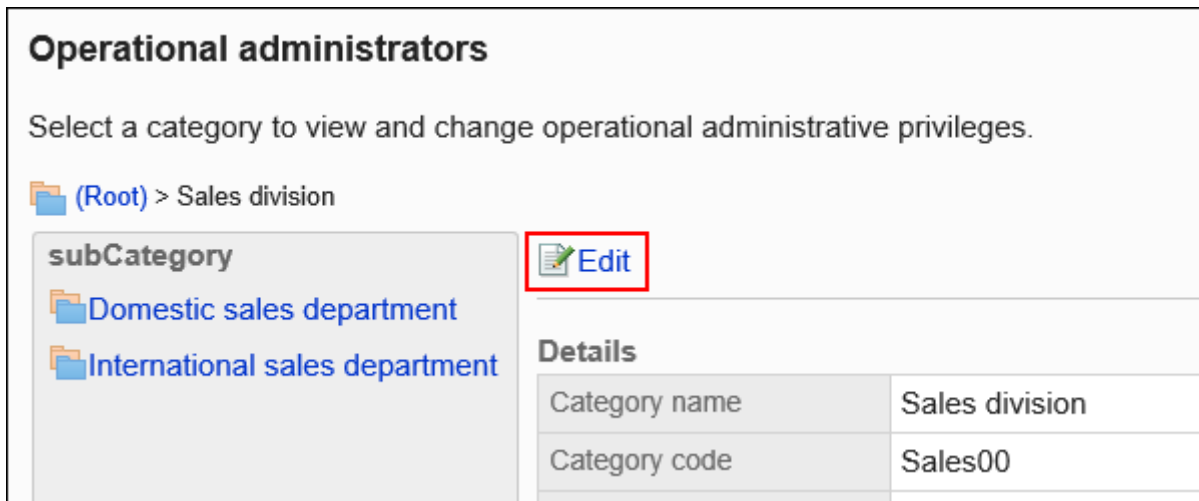 Operational administrators
Select a category to view and change operational administrative privileges.
(Root) > Sales division
subCategory
Domestic sales department
International sales department
Edit
Details
Category name Sales division
Category code Sales00